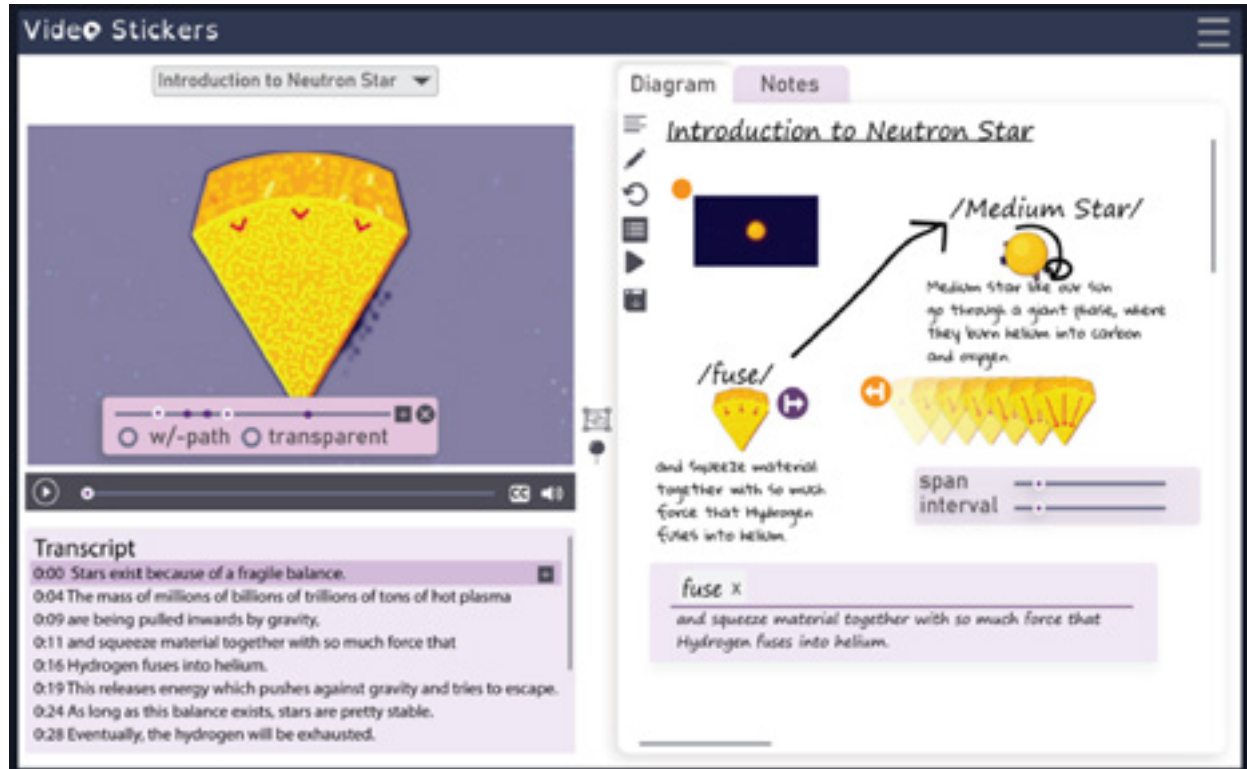 Video Stickers
Introduction to Neutron Star
w/-path transparent
CC
Transcript
0:00 Stars exist because of a fragile balance.
0:04 The mass of millions of billions of trillions of tons of hot plasma
0:09 are being pulled inwards by gravity,
0:11 and squeeze material together with so much force that
0:16 Hydrogen fuses into helium.
0:19 This releases energy which pushes against gravity and tries to escape.
0:24 As long as this balance exists, stars are pretty stable.
0:28 Eventually, the hydrogen will be exhausted.
Diagram Notes
Introduction to Neutron Star
/Medium Star/
Medium Star like our Sun
go through a giant phase, where
they burn helium into carbon
and oxygen.
/fuse/
and squeeze material
together with so much
force that Hydrogen
fuses into helium.
span
interval
fuse x
and squeeze material together with so much force that
Hydrogen fuses into helium.